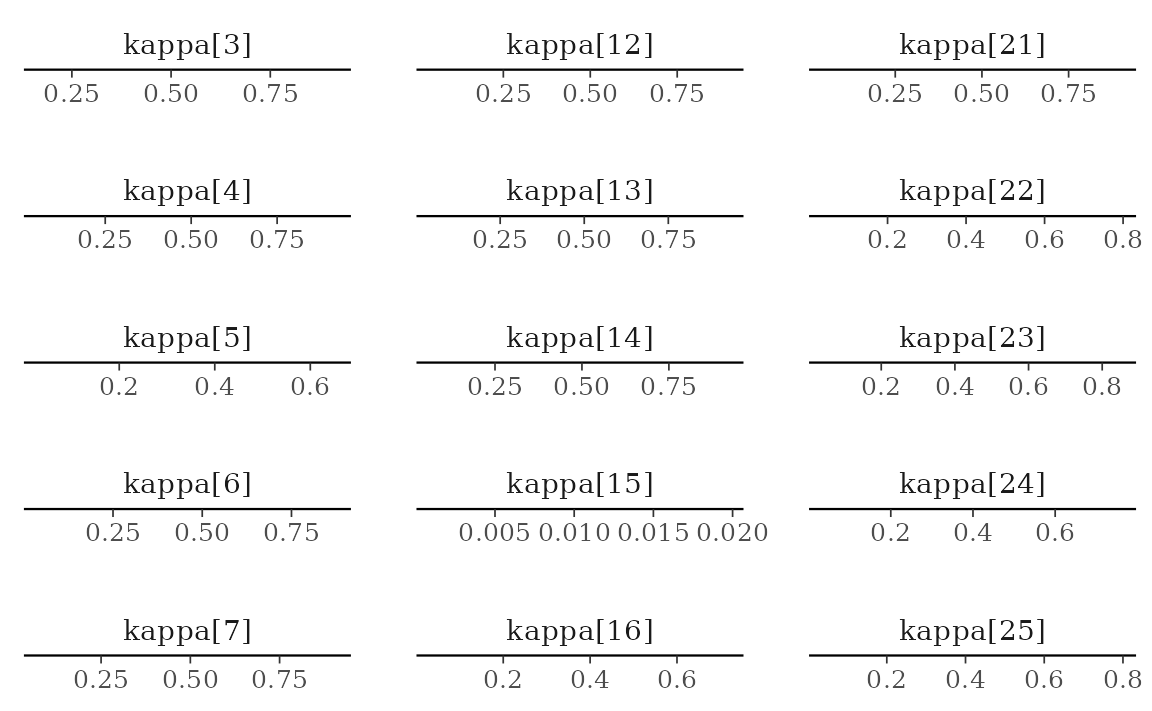 kappa[3] kappa[12] kappa[21]
0.25 0.50 0.75 0.25 0.50 0.75 0.25 0.50 0.75
kappa[4] kappa[13] kappa[22]
0.25 0.50 0.75 0.25 0.50 0.75 0.2 0.4 0.6 0.8
kappa[5] kappa[14] kappa[23]
0.2 0.4 0.6 0.25 0.50 0.75 0.2 0.4 0.6 0.8
kappa[6] kappa[15] kappa[24]
0.25 0.50 0.75 0.005 0.010 0.015 0.020 0.2 0.4 0.6
kappa[7] kappa[16] kappa[25]
0.25 0.50 0.75 0.2 0.4 0.6 0.2 0.4 0.6 0.8